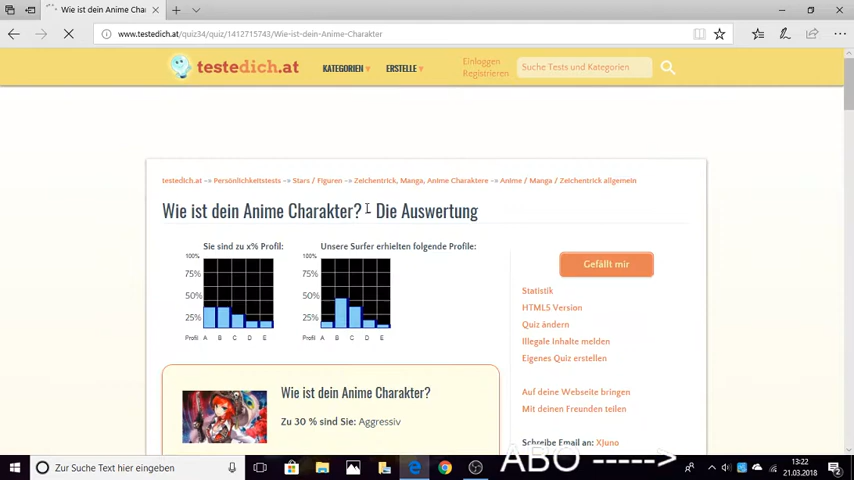 Wie ist dein Anime Chai
www.testedich.at/quiz34/quiz/1412715743/Wie-ist-dein-Anime-Charakter
testedich.at
KATEGORIEN
ERSTELLE
Einloggen
Registrieren
Suche Tests und Kategorien
testedich.at -» Persönlichkeitstests -» Stars / Figuren -» Zeichentrick, Manga, Anime Charaktere -» Anime / Manga / Zeichentrick allgemein
Wie ist dein Anime Charakter? - Die Auswertung
Sie sind zu x% Profil:
100%
75%
50%
25%
Profil A B C D E
Unsere Surfer erhielten folgende Profile:
100%
75%
50%
25%
Profil A B C D E
Gefällt mir
Statistik
HTML5 Version
Quiz ändern
Illegale Inhalte melden
Eigenes Quiz erstellen
Auf deine Webseite bringen
Mit deinen Freunden teilen
Schreibe Email an: XJuno
Wie ist dein Anime Charakter?
Zu 30 % sind Sie: Aggressiv
ABO ----->
Zur Suche Text hier eingeben
13:22
21.03.2018
2